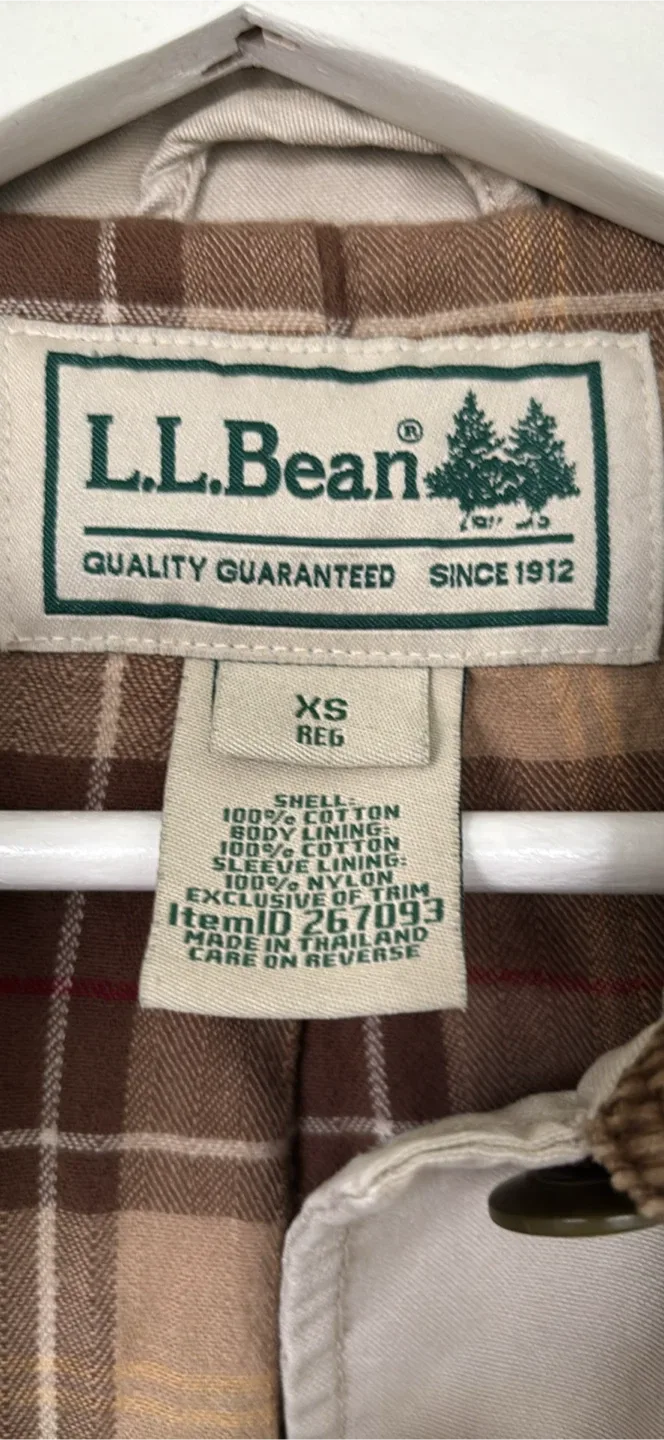 L.L.Bean®
QUALITY GUARANTEED SINCE 1912
XS
REG
SHELL:
100% COTTON
BODY LINING:
100% COTTON
SLEEVE LINING:
100% NYLON
EXCLUSIVE OF TRIM
ItemID 267093
MADE IN THAILAND
CARE ON REVERSE